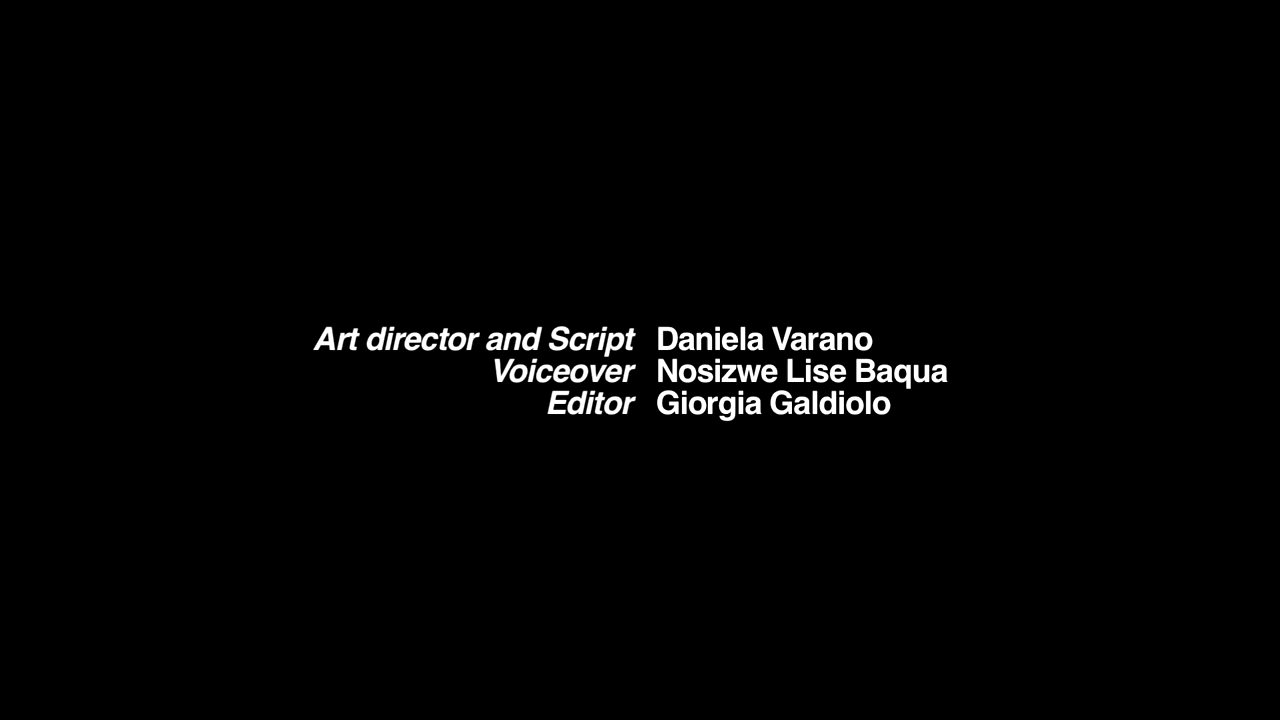 Art director and Script Daniela Varano
Voiceover Nosizwe Lise Baqua
Editor Giorgia Galdiolo